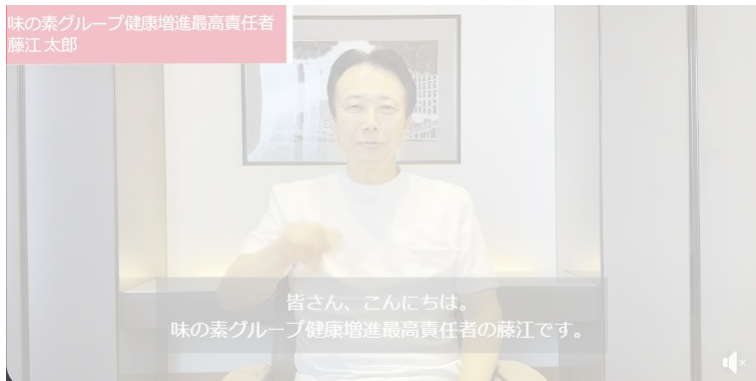 味の素グループ健康増進最高責任者
藤江 太郎
皆さん、こんにちは。
味の素グループ健康増進最高責任者の藤江です。